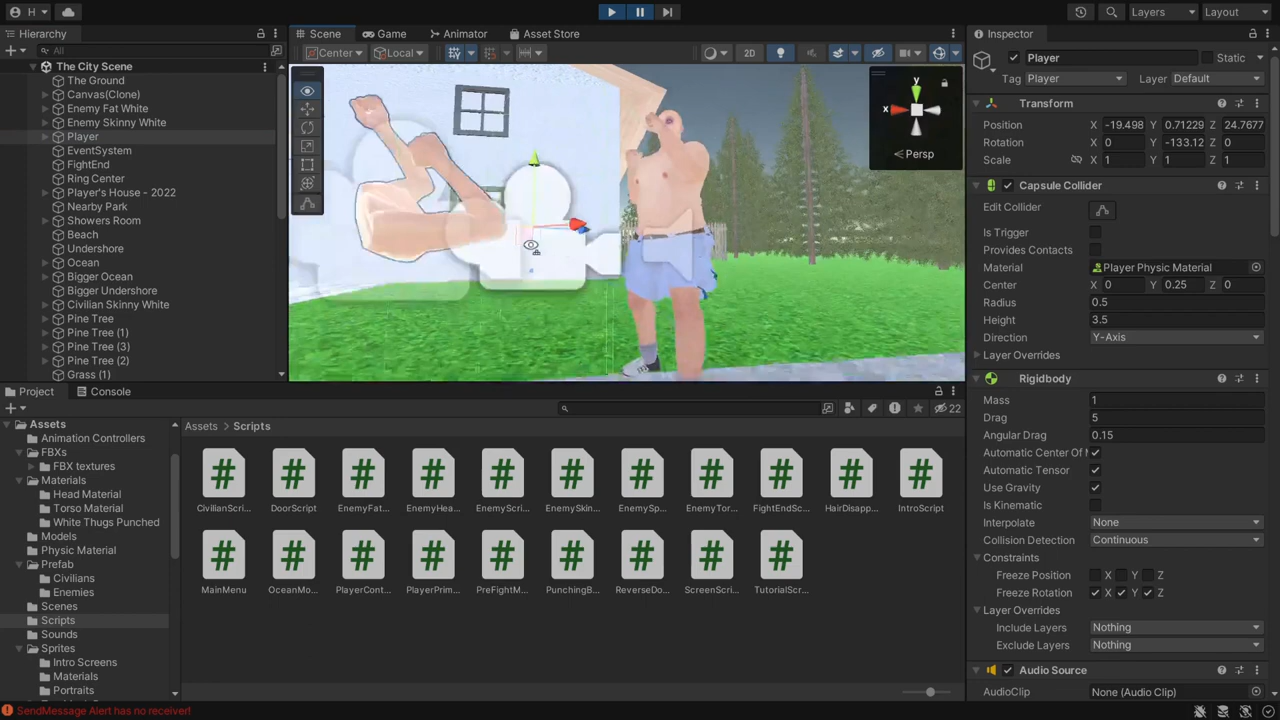 H
Layers
Layout
Hierarchy
Scene
Game
Animator
Asset Store
Inspector
All
Center
Local
2D
Player
Static
Tag
Player
Layer
Default
The City Scene
The Ground
Canvas(Clone)
Enemy Fat White
Enemy Skinny White
Player
EventSystem
FightEnd
Ring Center
Player's House - 2022
Nearby Park
Showers Room
Beach
Undershore
Ocean
Bigger Ocean
Bigger Undershore
Civilian Skinny White
Pine Tree
Pine Tree (1)
Pine Tree (3)
Pine Tree (2)
Grass (1)
y
x
Persp
Transform
Position X -19.498 Y 0.71229 Z 24.7677
Rotation X 0 Y -133.12 Z 0
Scale X 1 Y 1 Z 1
Capsule Collider
Edit Collider
Is Trigger
Provides Contacts
Material Player Physic Material
Center X 0 Y 0.25 Z 0
Radius 0.5
Height 3.5
Direction Y-Axis
Layer Overrides
Rigidbody
Mass 1
Drag 5
Angular Drag 0.15
Automatic Center Of M
Automatic Tensor
Use Gravity
Is Kinematic
Interpolate None
Collision Detection Continuous
Constraints
Freeze Position X Y Z
Freeze Rotation X Y Z
Layer Overrides
Include Layers Nothing
Exclude Layers Nothing
Audio Source
AudioClip None (Audio Clip)
Project
Console
22
Assets
Animation Controllers
FBXs
FBX textures
Materials
Head Material
Torso Material
White Thugs Punched
Models
Physic Material
Prefab
Civilians
Enemies
Scenes
Scripts
Sounds
Sprites
Intro Screens
Materials
Portraits
Assets > Scripts
CivilianScri...
DoorScript
EnemyFat...
EnemyHea...
EnemyScri...
EnemySkin...
EnemySp...
EnemyTor...
FightEndSc...
HairDisapp...
IntroScript
MainMenu
OceanMo...
PlayerCont...
PlayerPrim...
PreFightM...
PunchingB...
ReverseDo...
ScreenScri...
TutorialScr...
SendMessage Alert has no receiver!